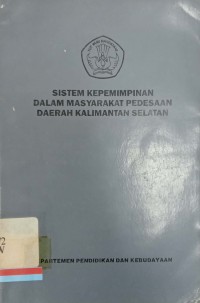 SISTEM KEPEMIMPINAN
DALAM MASYARAKAT PEDESAAN
DAERAH KALIMANTAN SELATAN
PARTEMEN PENDIDIKAN DAN KEBUDAYAAN